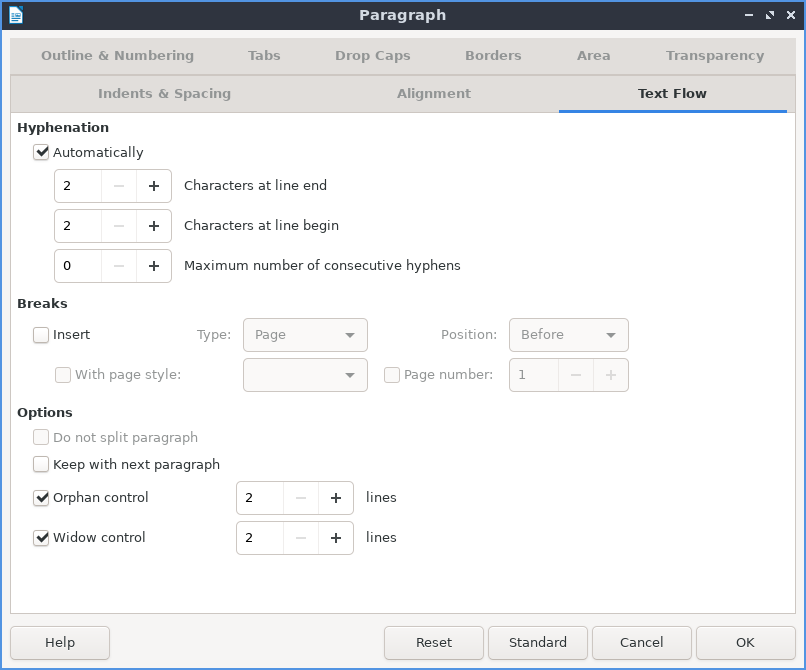 Paragraph
Outline & Numbering Tabs Drop Caps Borders Area Transparency
Indents & Spacing Alignment Text Flow
Hyphenation
Automatically
2 Characters at line end
2 Characters at line begin
0 Maximum number of consecutive hyphens
Breaks
Insert Type: Page Position: Before
With page style: Page number: 1
Options
Do not split paragraph
Keep with next paragraph
Orphan control 2 lines
Widow control 2 lines
Help Reset Standard Cancel OK